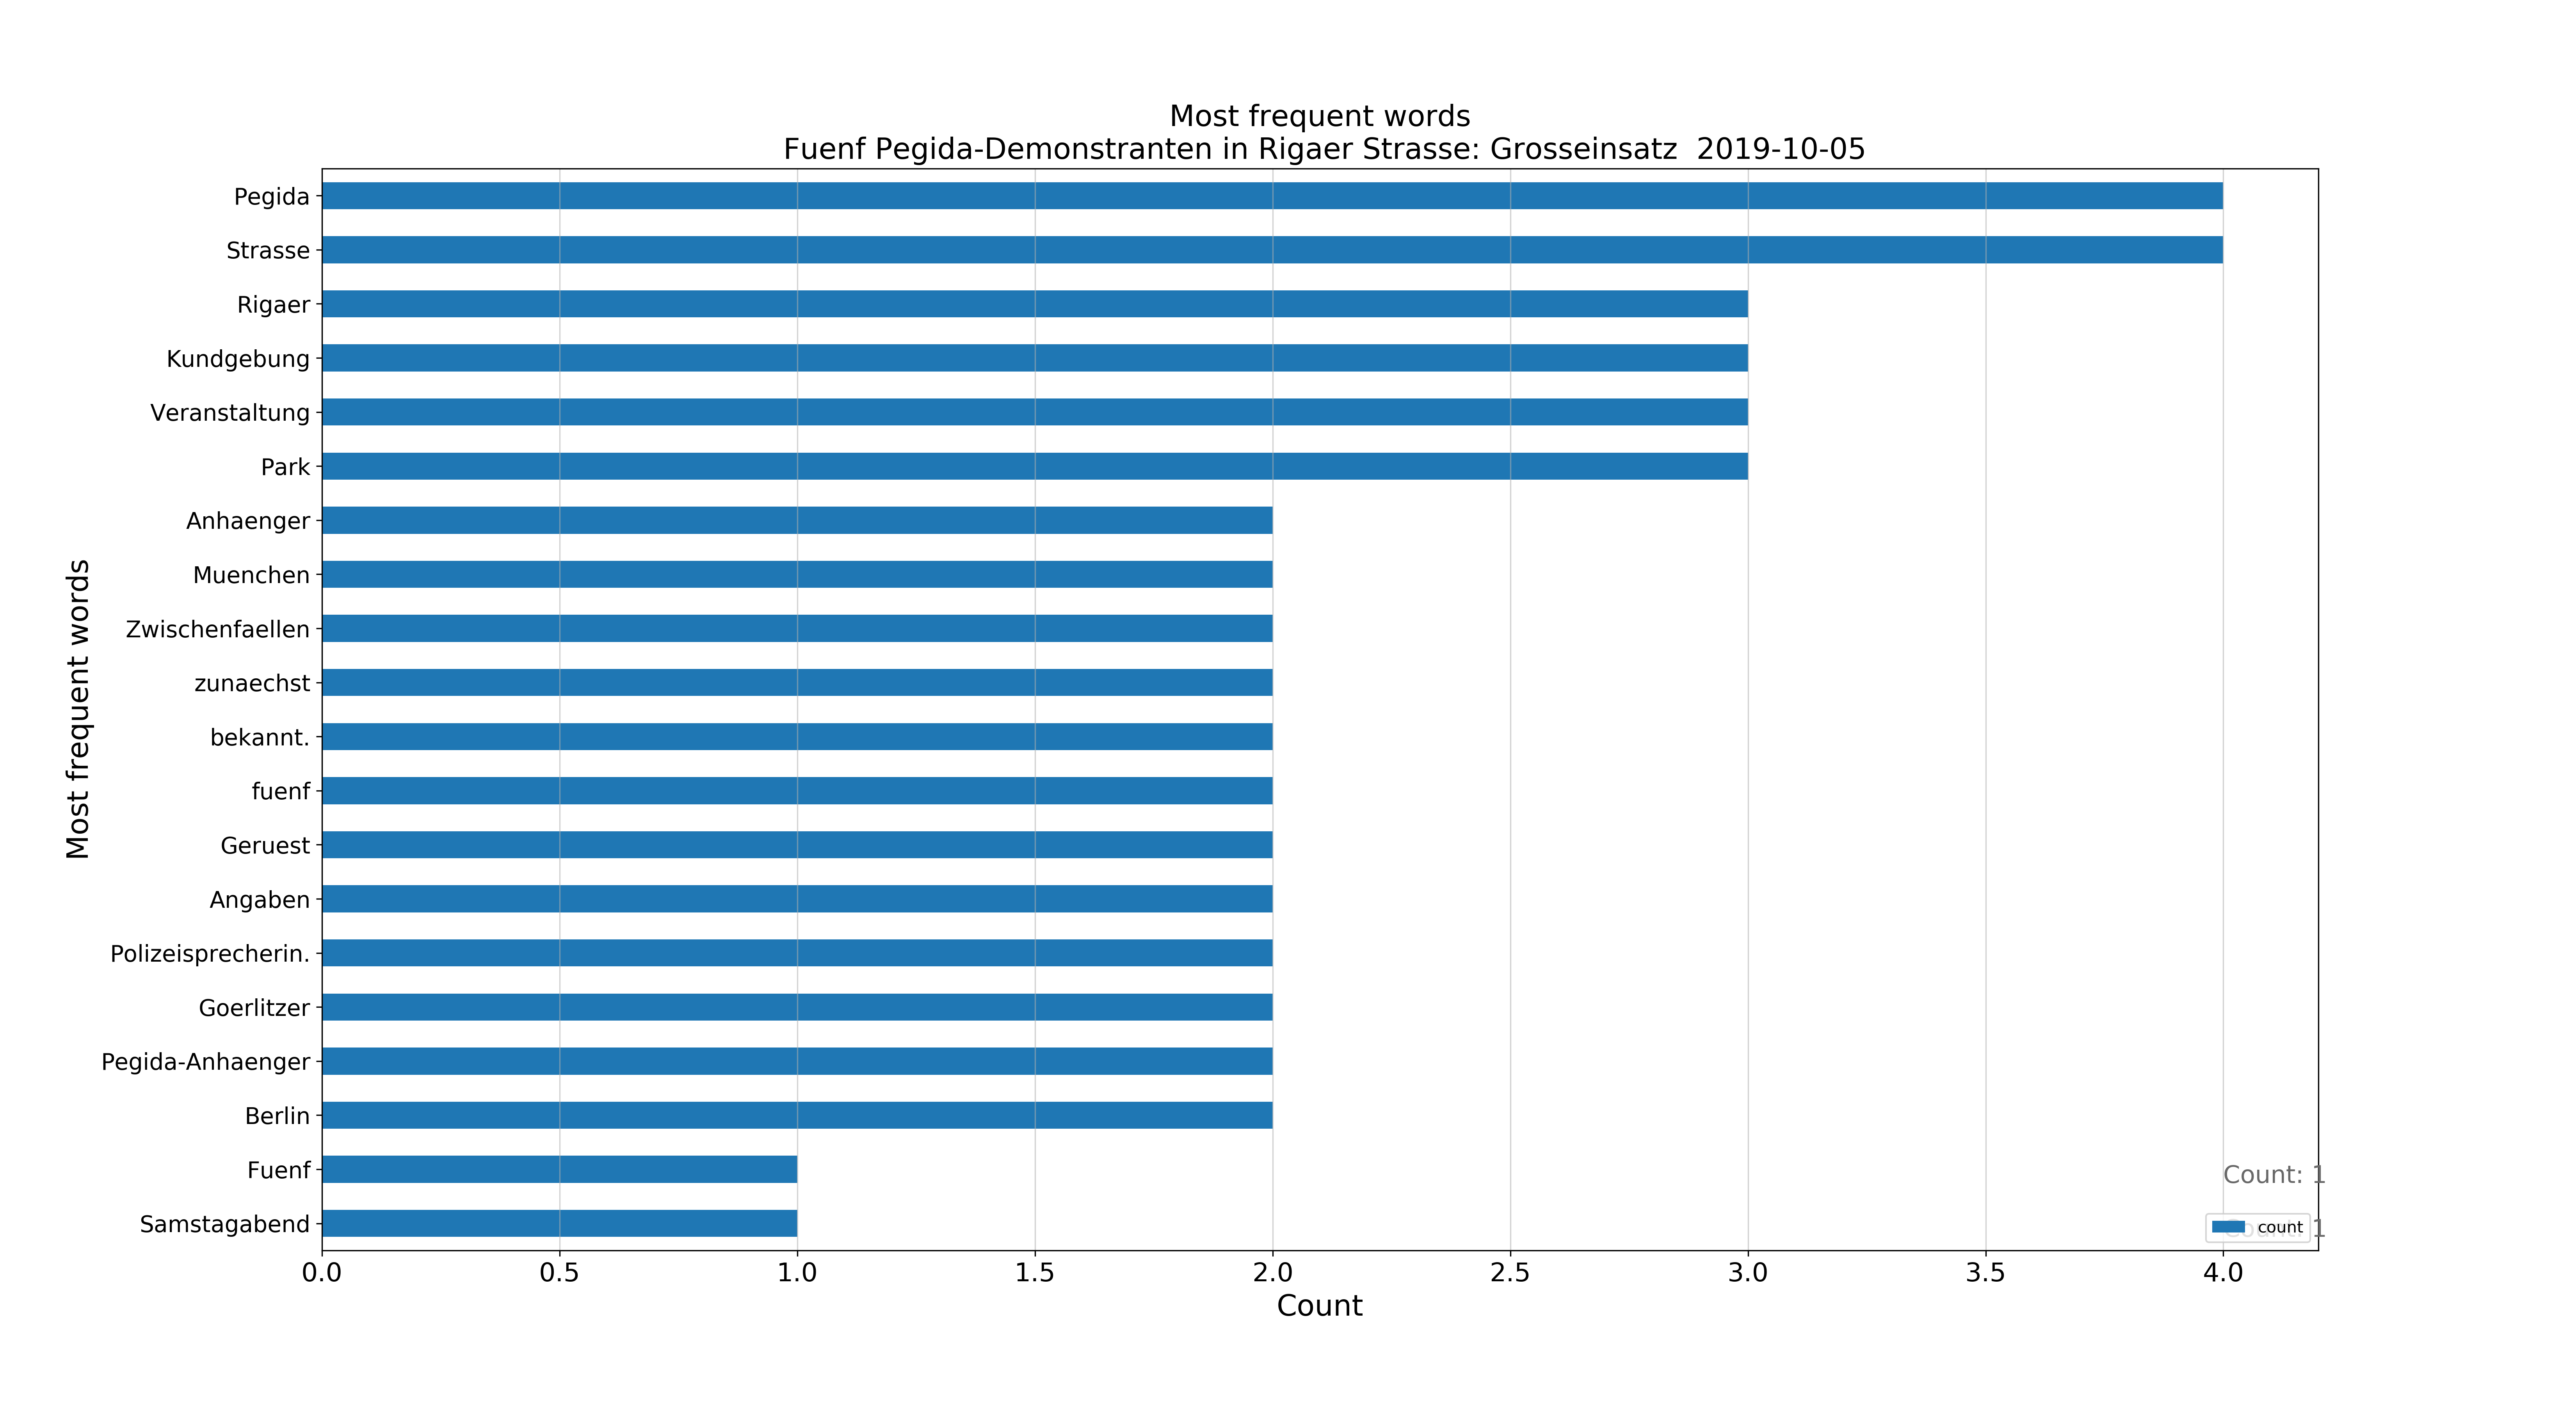 Most frequent words
Fuenf Pegida-Demonstranten in Rigaer Strasse: Grosseinsatz  2019-10-05
Most frequent words
Pegida
Strasse
Rigaer
Kundgebung
Veranstaltung
Park
Anhaenger
Muenchen
Zwischenfaellen
zunaechst
bekannt.
fuenf
Geruest
Angaben
Polizeisprecherin.
Goerlitzer
Pegida-Anhaenger
Berlin
Fuenf
Samstagabend
Count: 1
Count: 1
count
0.0 0.5 1.0 1.5 2.0 2.5 3.0 3.5 4.0
Count